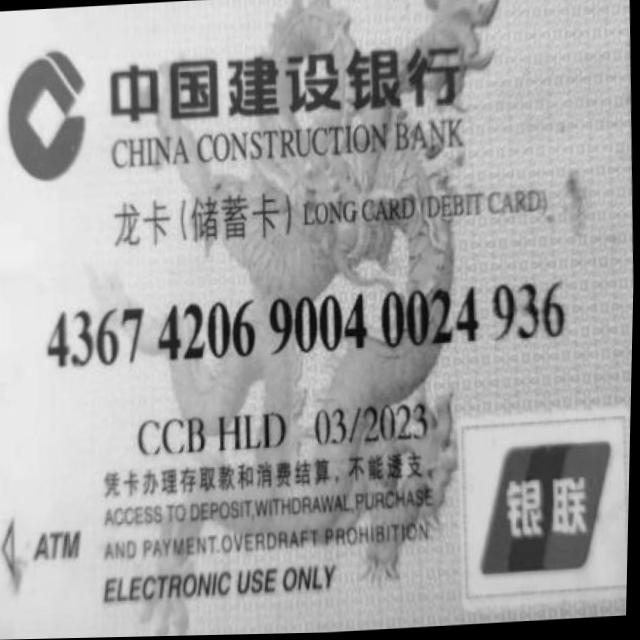 中国建设银行
CHINA CONSTRUCTION BANK
龙卡(储蓄卡) LONG CARD (DEBIT CARD)
4367 4206 9004 0024 936
CCB HLD 03/2023
凭卡办理存取款和消费结算，不能透支。
ACCESS TO DEPOSIT,WITHDRAWAL,PURCHASE
ATM AND PAYMENT.OVERDRAFT PROHIBITION
ELECTRONIC USE ONLY
银联